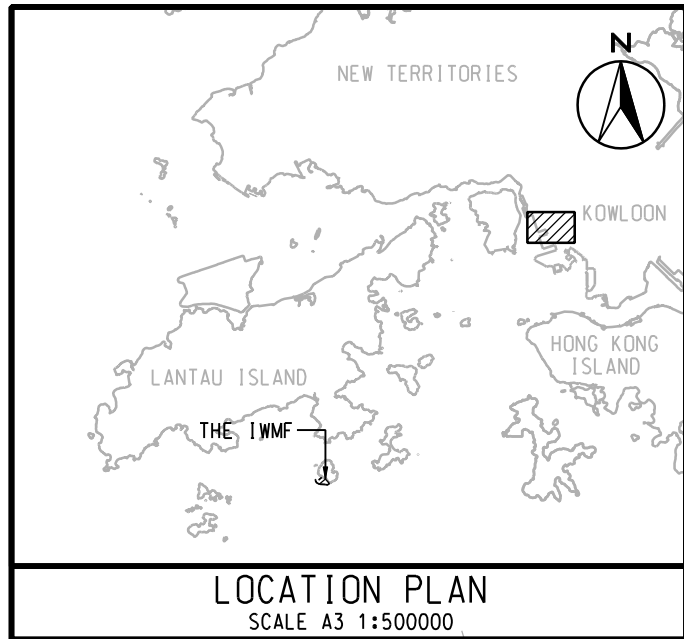 N
NEW TERRITORIES
KOWLOON
HONG KONG
ISLAND
LANTAU ISLAND
THE IWMF
LOCATION PLAN
SCALE A3 1:500000